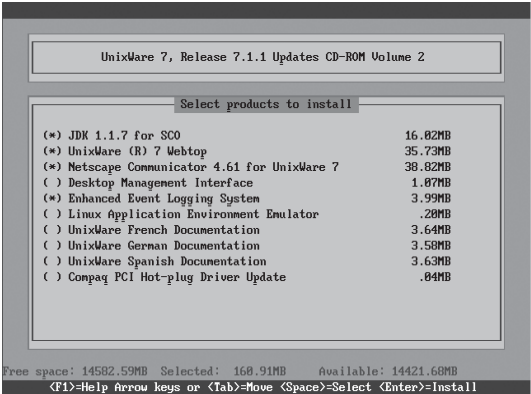 UnixWare 7, Release 7.1.1 Updates CD-ROM Volume 2
Select products to install
(*) JDK 1.1.7 for SCO 16.02MB
(*) UnixWare (R) 7 Webtop 35.73MB
(*) Netscape Communicator 4.61 for UnixWare 7 38.82MB
( ) Desktop Management Interface 1.07MB
(*) Enhanced Event Logging System 3.99MB
( ) Linux Application Environment Emulator .20MB
( ) UnixWare French Documentation 3.64MB
( ) UnixWare German Documentation 3.58MB
( ) UnixWare Spanish Documentation 3.63MB
( ) Compaq PCI Hot-plug Driver Update .04MB
Free space: 14582.59MB Selected: 160.91MB Available: 14421.68MB
<F1>=Help Arrow keys or <Tab>=Move <Space>=Select <Enter>=Install